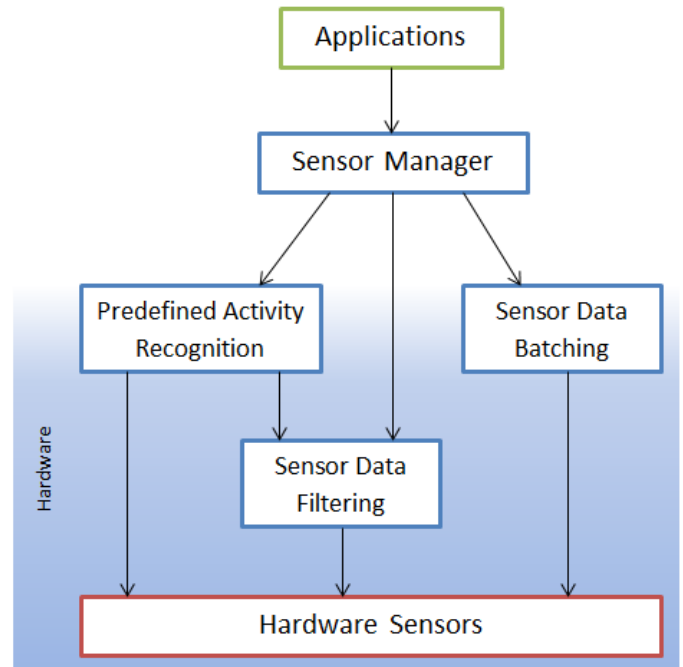 Applications
Sensor Manager
Predefined Activity
Recognition
Sensor Data
Batching
Sensor Data
Filtering
Hardware
Hardware Sensors